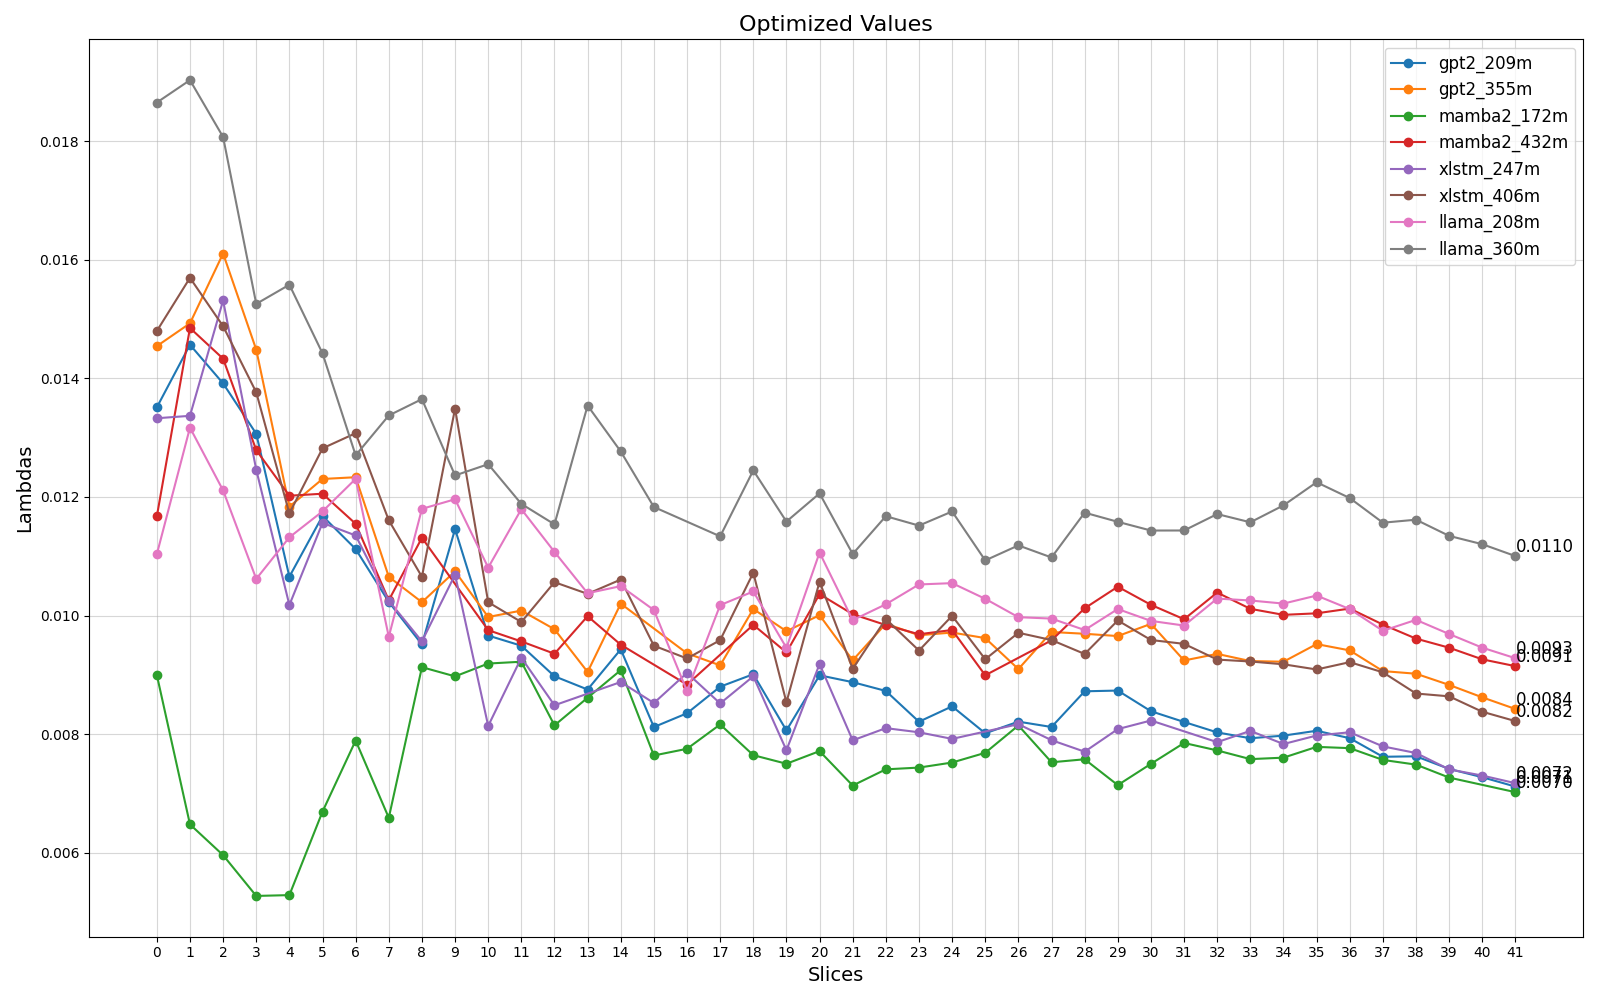 Optimized Values
gpt2_209m
gpt2_355m
mamba2_172m
mamba2_432m
xlstm_247m
xlstm_406m
llama_208m
llama_360m
Lambdas
0.018
0.016
0.014
0.012
0.010
0.008
0.006
0.0110
0.0093
0.0091
0.0084
0.0082
0.0072
0.0071
0.0070
0 1 2 3 4 5 6 7 8 9 10 11 12 13 14 15 16 17 18 19 20 21 22 23 24 25 26 27 28 29 30 31 32 33 34 35 36 37 38 39 40 41
Slices